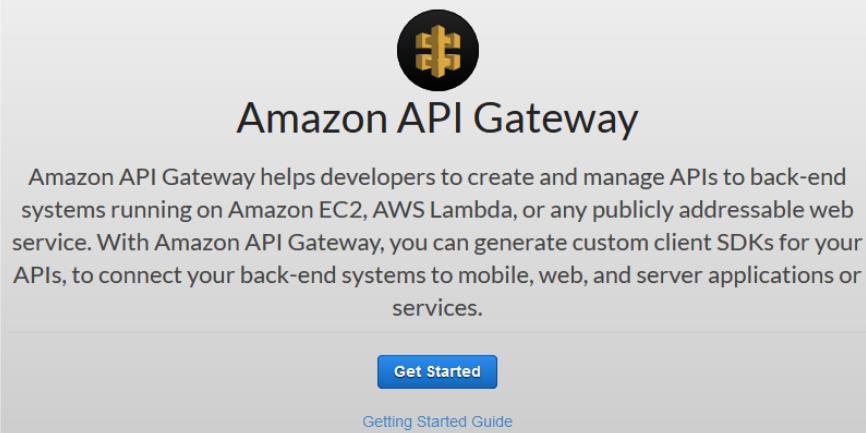 Amazon API Gateway
Amazon API Gateway helps developers to create and manage APIs to back-end
systems running on Amazon EC2, AWS Lambda, or any publicly addressable web
service. With Amazon API Gateway, you can generate custom client SDKs for your
APIs, to connect your back-end systems to mobile, web, and server applications or
services.
Get Started
Getting Started Guide